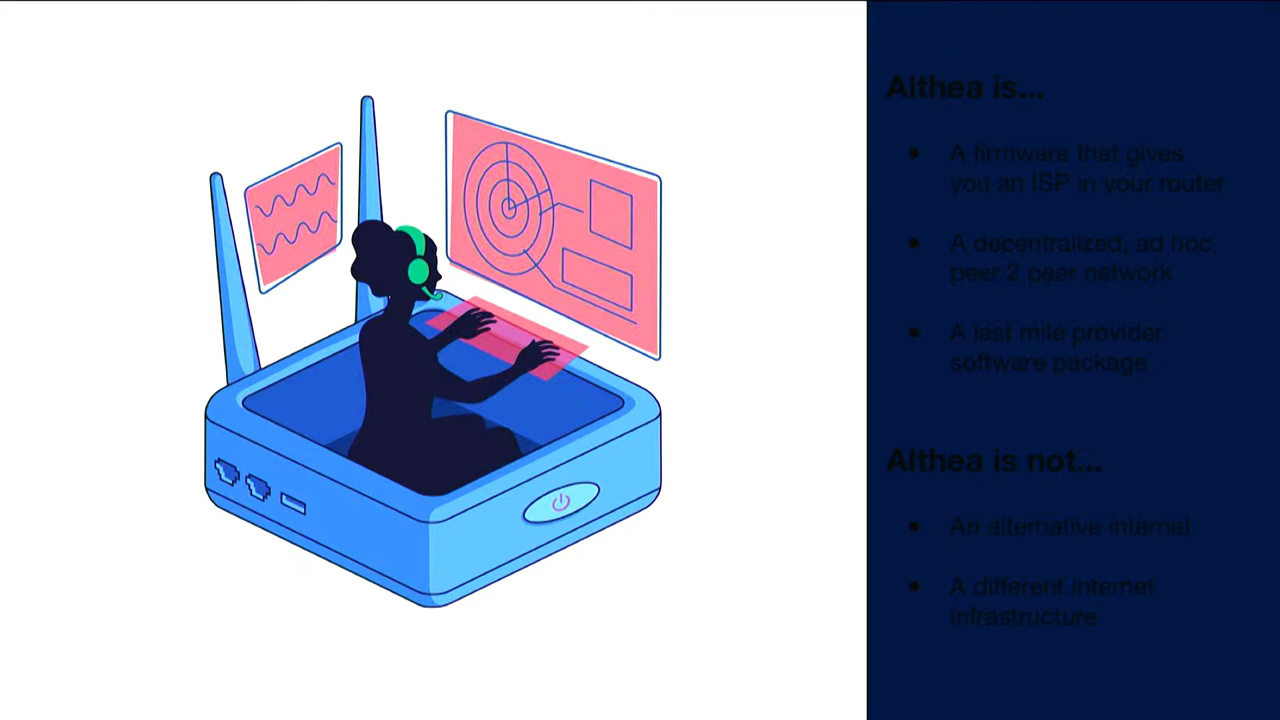 Althea is...
● A firmware that gives
you an ISP in your router
● A decentralized, ad hoc,
peer 2 peer network
● A last mile provider
software package
Althea is not...
● An alternative internet
● A different internet
infrastructure